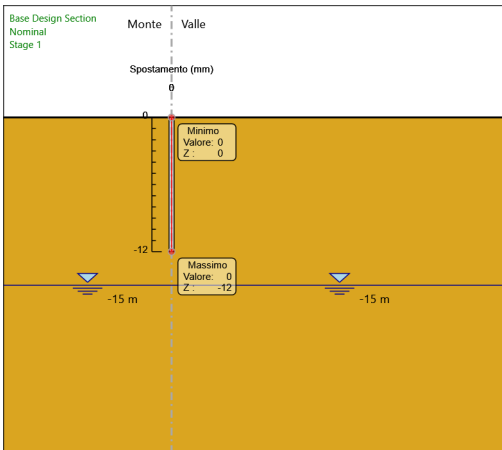 Base Design Section
Nominal
Stage 1
Monte Valle
Spostamento (mm)
0
0
Minimo
Valore: 0
Z : 0
-12
Massimo
Valore: 0
Z : -12
-15 m
-15 m